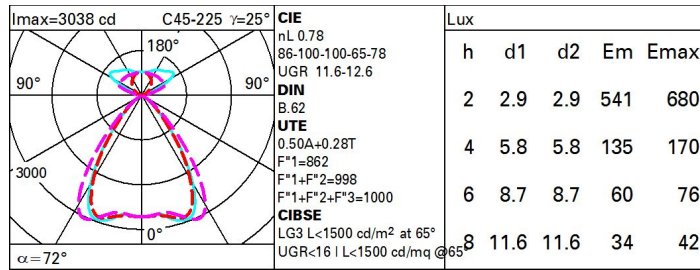 Imax=3038 cd C45-225 γ=25°
180°
90° 90°
3000
0°
α=72°
CIE
nL 0.78
86-100-100-65-78
UGR 11.6-12.6
DIN
B.62
UTE
0.50A+0.28T
F"1=862
F"1+F"2=998
F"1+F"2+F"3=1000
CIBSE
LG3 L<1500 cd/m² at 65°
UGR<16 | L<1500 cd/mq @65°
Lux
h d1 d2 Em Emax
2 2.9 2.9 541 680
4 5.8 5.8 135 170
6 8.7 8.7 60 76
8 11.6 11.6 34 42